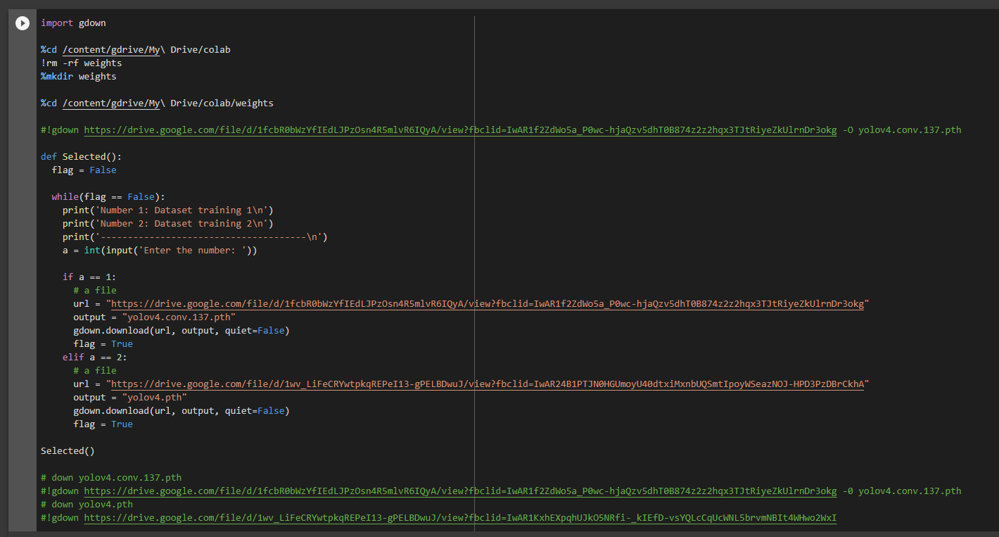 import gdown
%cd /content/gdrive/My\ Drive/colab
!rm -rf weights
%mkdir weights
%cd /content/gdrive/My\ Drive/colab/weights
#!gdown https://drive.google.com/file/d/1fcbR0bWzYfIEdLJPzOsn4R5mlvR6IQyA/view?fbclid=IwAR1f2ZdWo5a_P0wc-hjaQzv5dhT0B874z2z2hqx3TJtRiyeZkUlrnDr3okg -O yolov4.conv.137.pth
def Selected():
  flag = False
  while(flag == False):
    print('Number 1: Dataset training 1\n')
    print('Number 2: Dataset training 2\n')
    print('--------------------------------------\n')
    a = int(input('Enter the number: '))
    if a == 1:
      # a file
      url = "https://drive.google.com/file/d/1fcbR0bWzYfIEdLJPzOsn4R5mlvR6IQyA/view?fbclid=IwAR1f2ZdWo5a_P0wc-hjaQzv5dhT0B874z2z2hqx3TJtRiyeZkUlrnDr3okg"
      output = "yolov4.conv.137.pth"
      gdown.download(url, output, quiet=False)
      flag = True
    elif a == 2:
      # a file
      url = "https://drive.google.com/file/d/1wv_LiFeCRYwtpkqREPeI13-gPELBDwuJ/view?fbclid=IwAR24B1PTJN0HGUmoyU40dtxiMxnbUQSmtIpoyWSeazNOJ-HPD3PzDBrCkhA"
      output = "yolov4.pth"
      gdown.download(url, output, quiet=False)
      flag = True
Selected()
# down yolov4.conv.137.pth
#!gdown https://drive.google.com/file/d/1fcbR0bWzYfIEdLJPzOsn4R5mlvR6IQyA/view?fbclid=IwAR1f2ZdWo5a_P0wc-hjaQzv5dhT0B874z2z2hqx3TJtRiyeZkUlrnDr3okg -0 yolov4.conv.137.pth
# down yolov4.pth
#!gdown https://drive.google.com/file/d/1wv_LiFeCRYwtpkqREPeI13-gPELBDwuJ/view?fbclid=IwAR1KxhEXpqhUJkO5NRfi-_kIEfD-vsYQLcCqUcWNL5brvmNBIt4WHwo2WxI